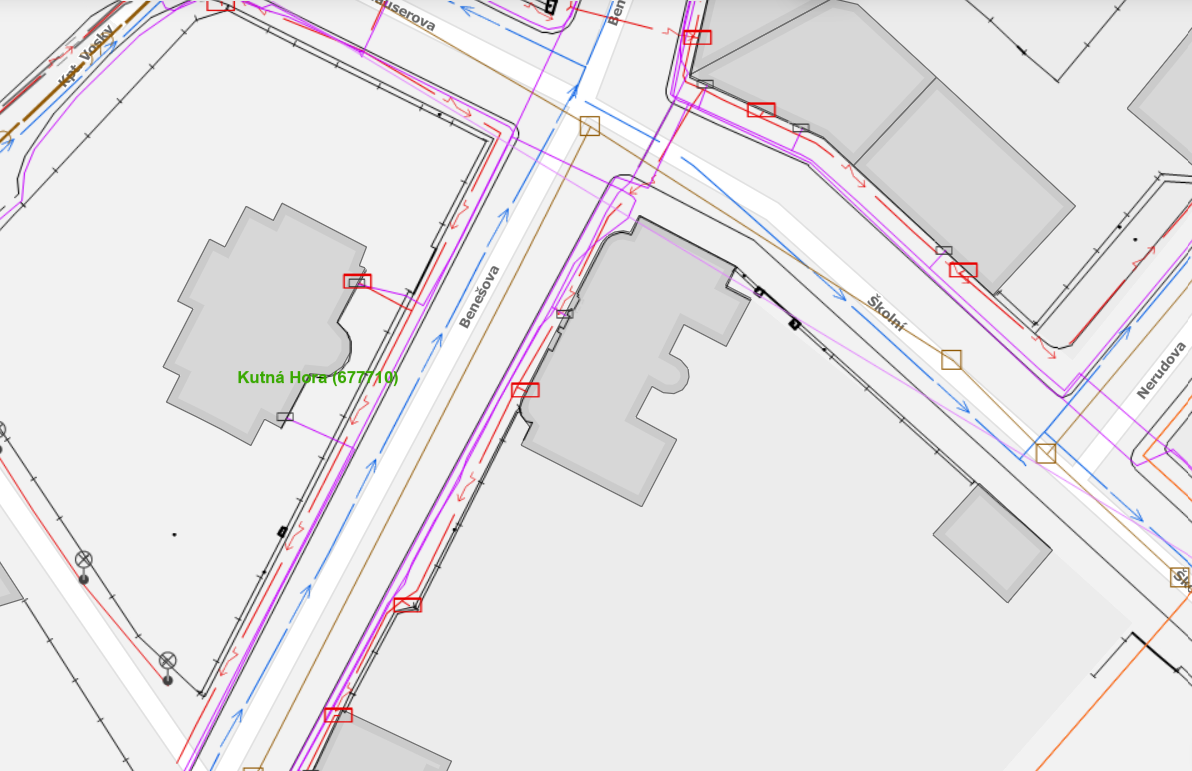 Kpt. Vosky
Benešova
Školní
Nerudova
Kutná Hora (677710)